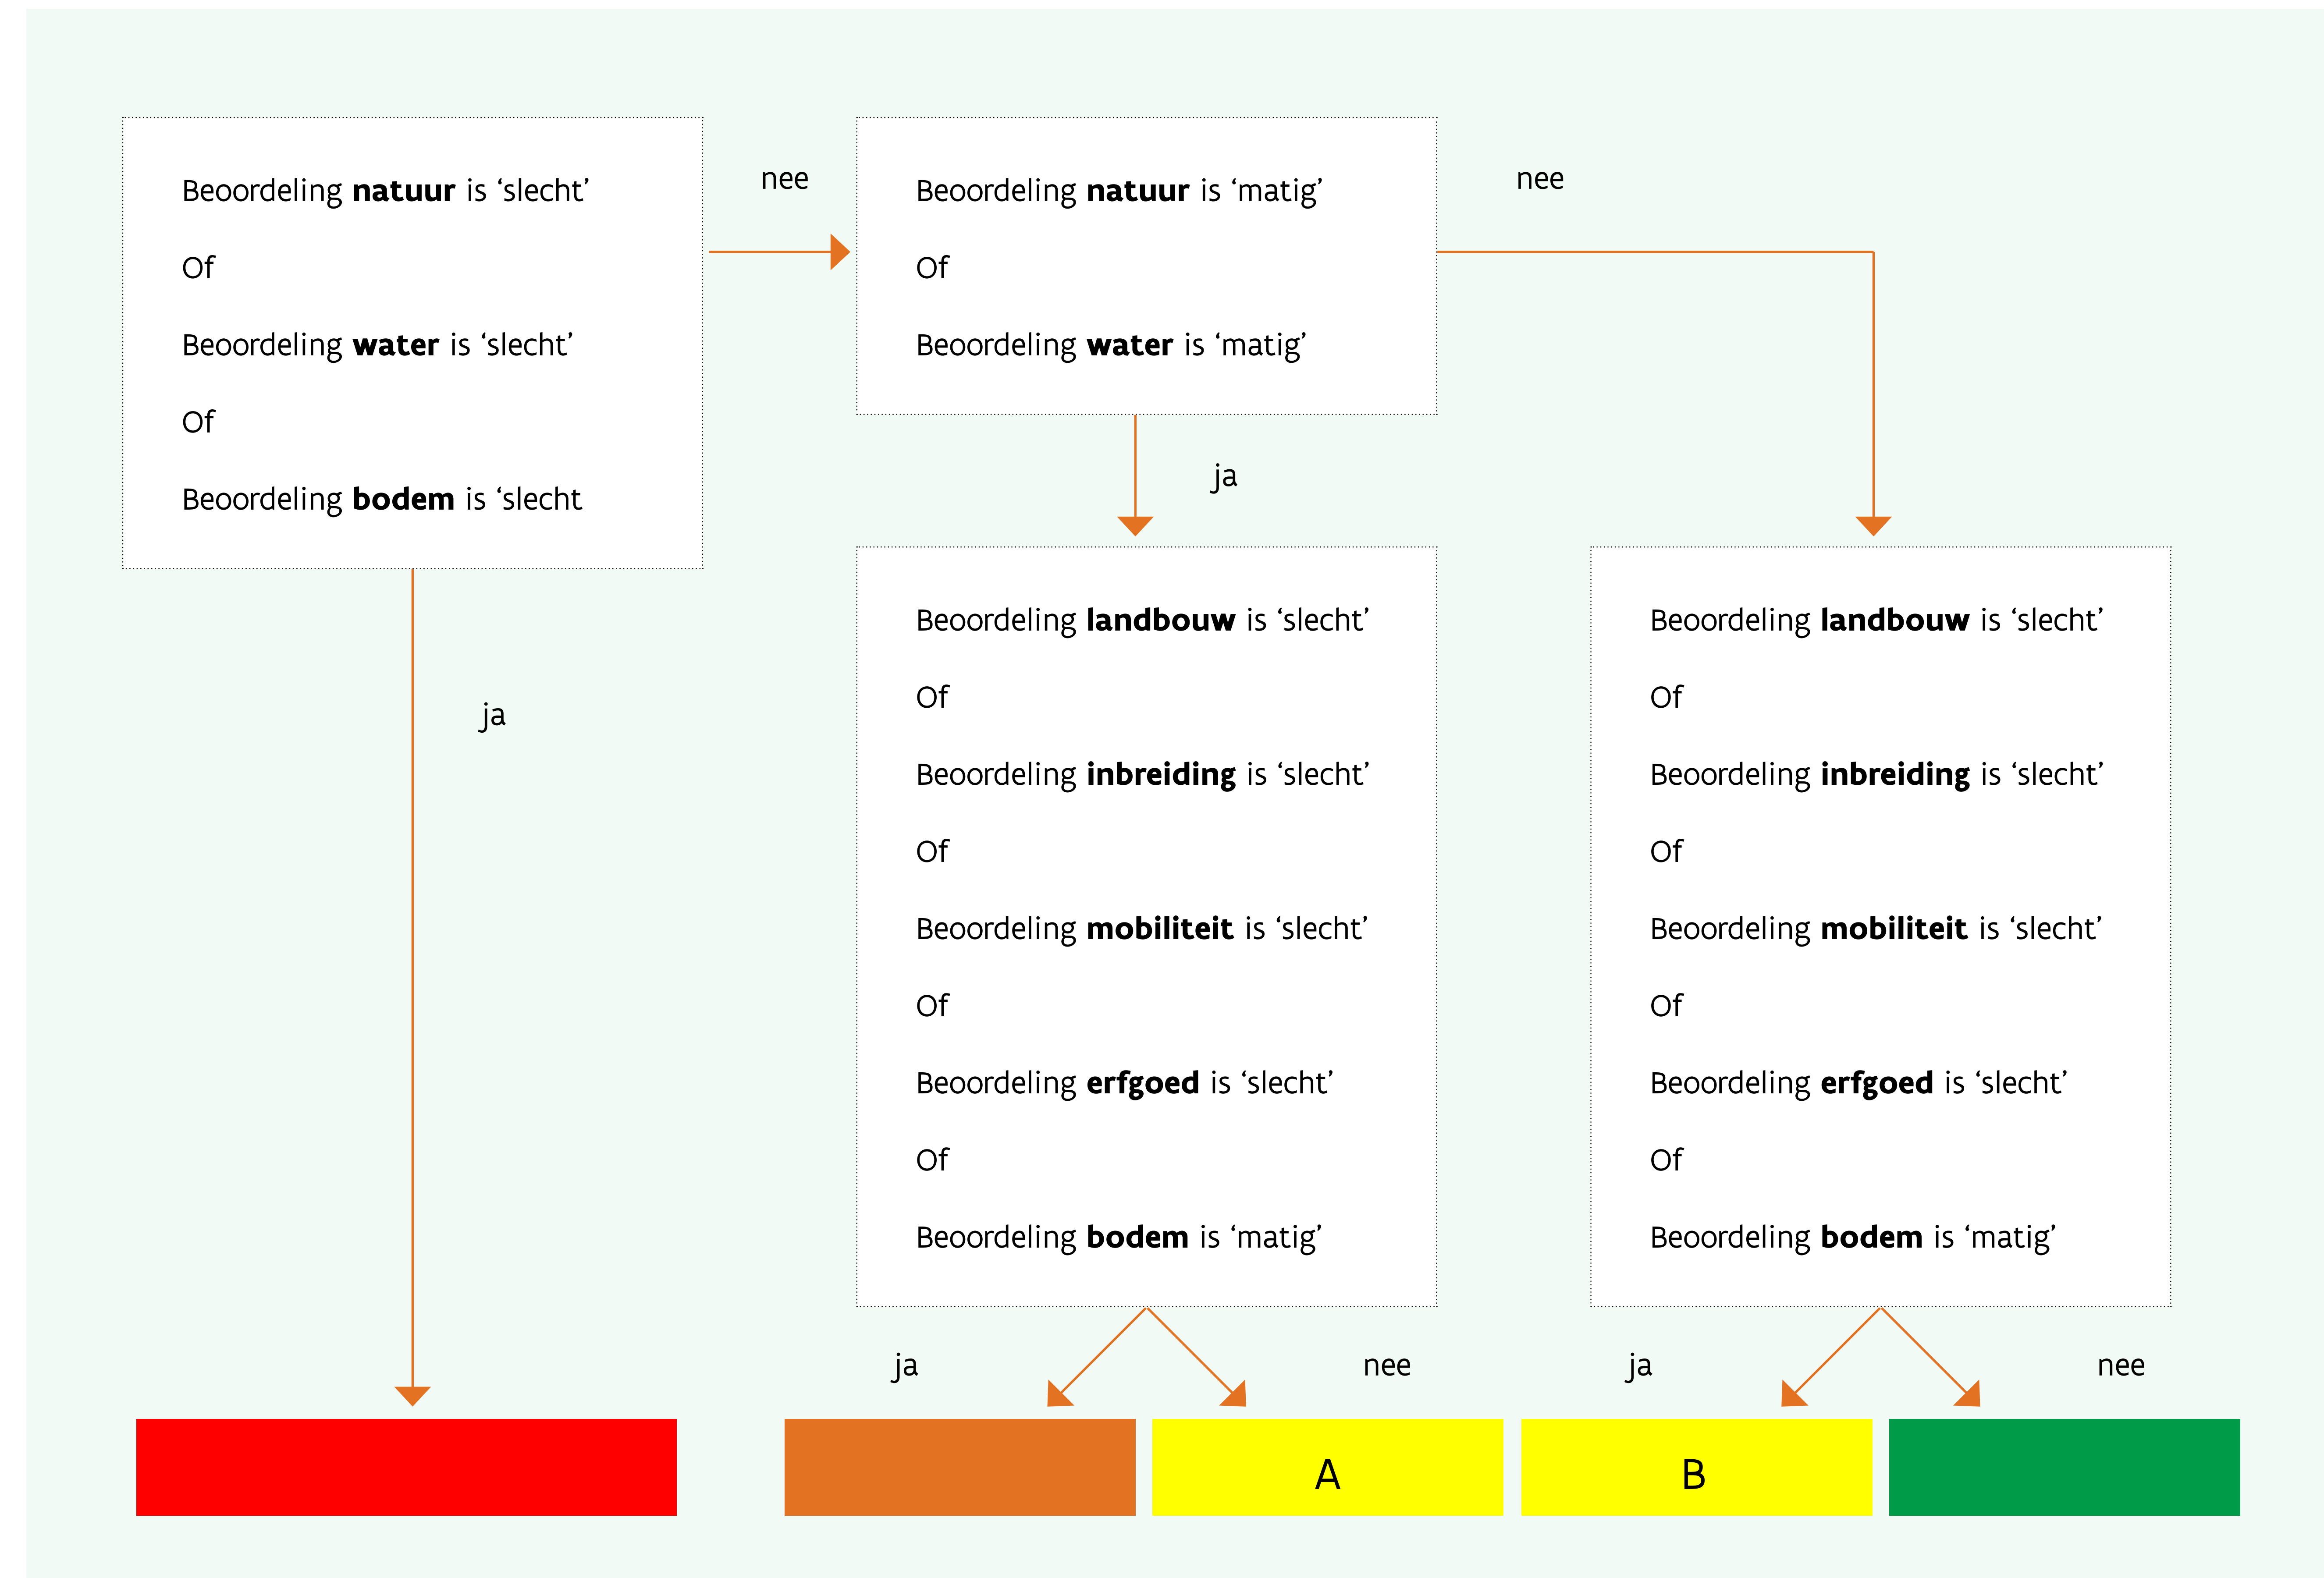 Beoordeling natuur is ‘slecht’
Of
Beoordeling water is ‘slecht’
Of
Beoordeling bodem is ‘slecht
nee
ja
Beoordeling natuur is ‘matig’
Of
Beoordeling water is ‘matig’
nee
ja
Beoordeling landbouw is ‘slecht’
Of
Beoordeling inbreiding is ‘slecht’
Of
Beoordeling mobiliteit is ‘slecht’
Of
Beoordeling erfgoed is ‘slecht’
Of
Beoordeling bodem is ‘matig’
ja
nee
Beoordeling landbouw is ‘slecht’
Of
Beoordeling inbreiding is ‘slecht’
Of
Beoordeling mobiliteit is ‘slecht’
Of
Beoordeling erfgoed is ‘slecht’
Of
Beoordeling bodem is ‘matig’
ja
nee
A
B